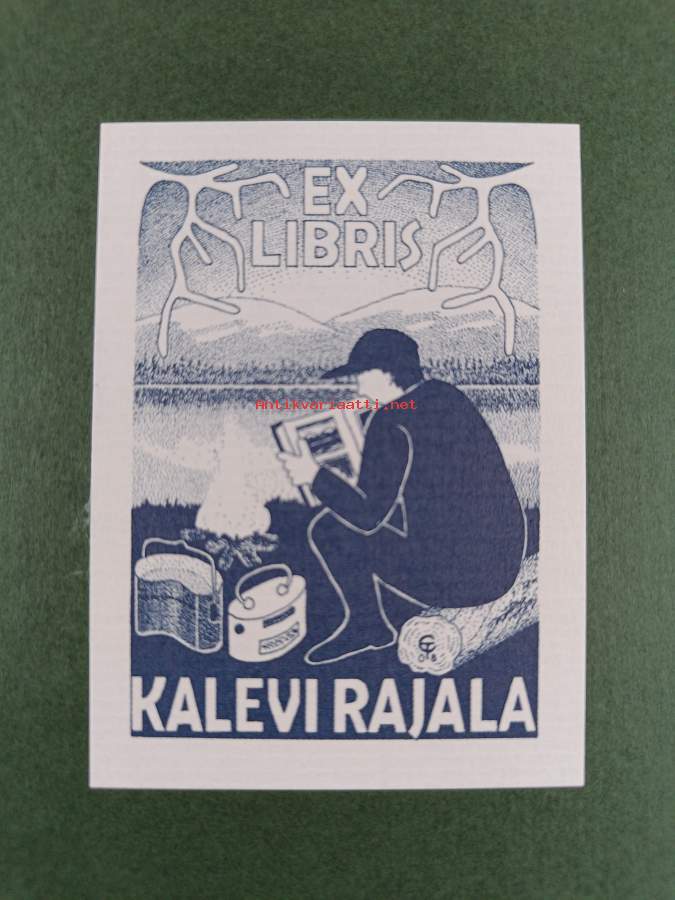 EX
LIBRIS
Antikvariaatti.net
KALEVI RAJALA